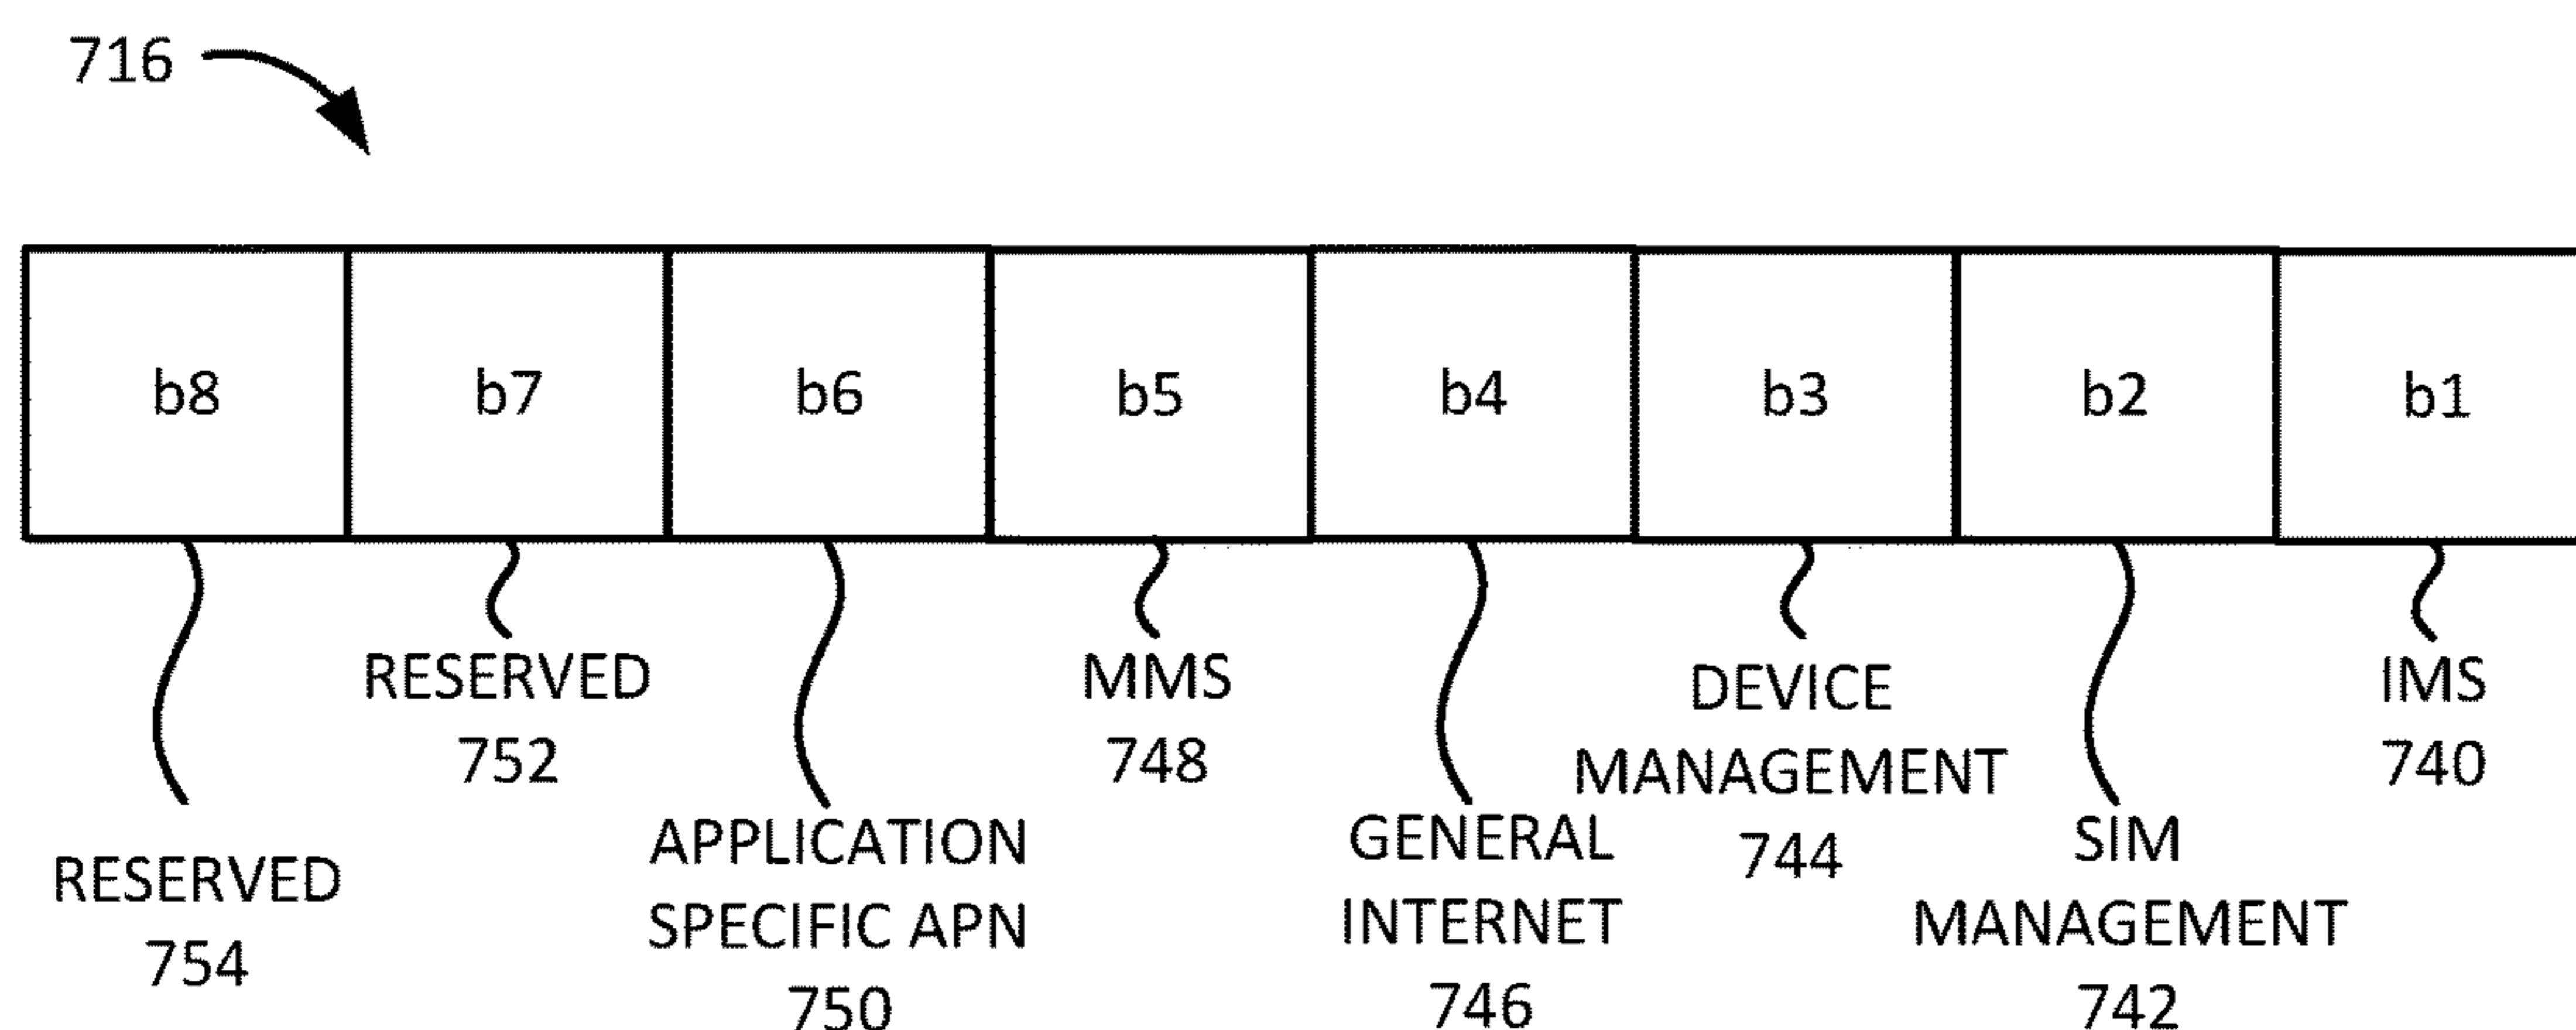 716
b8 b7 b6 b5 b4 b3 b2 b1
RESERVED
754
RESERVED
752
APPLICATION
SPECIFIC APN
750
MMS
748
GENERAL
INTERNET
746
DEVICE
MANAGEMENT
744
SIM
MANAGEMENT
742
IMS
740